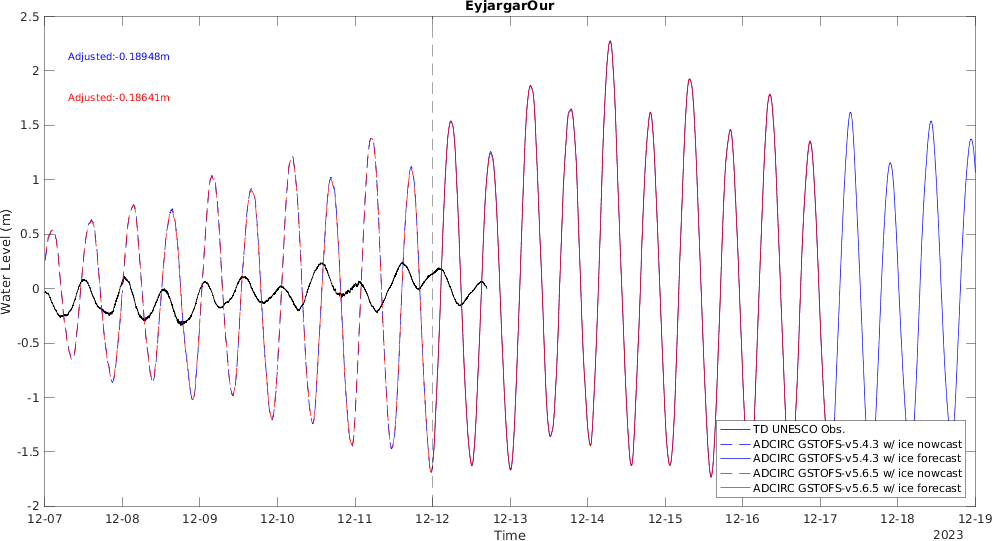 EyjargarOur
Adjusted:-0.18948m
Adjusted:-0.18641m
Water Level (m)
2.5
2
1.5
1
0.5
0
-0.5
-1
-1.5
-2
TD UNESCO Obs.
ADCIRC GSTOFS-v5.4.3 w/ ice nowcast
ADCIRC GSTOFS-v5.4.3 w/ ice forecast
ADCIRC GSTOFS-v5.6.5 w/ ice nowcast
ADCIRC GSTOFS-v5.6.5 w/ ice forecast
12-07 12-08 12-09 12-10 12-11 12-12 12-13 12-14 12-15 12-16 12-17 12-18 12-19
Time
2023